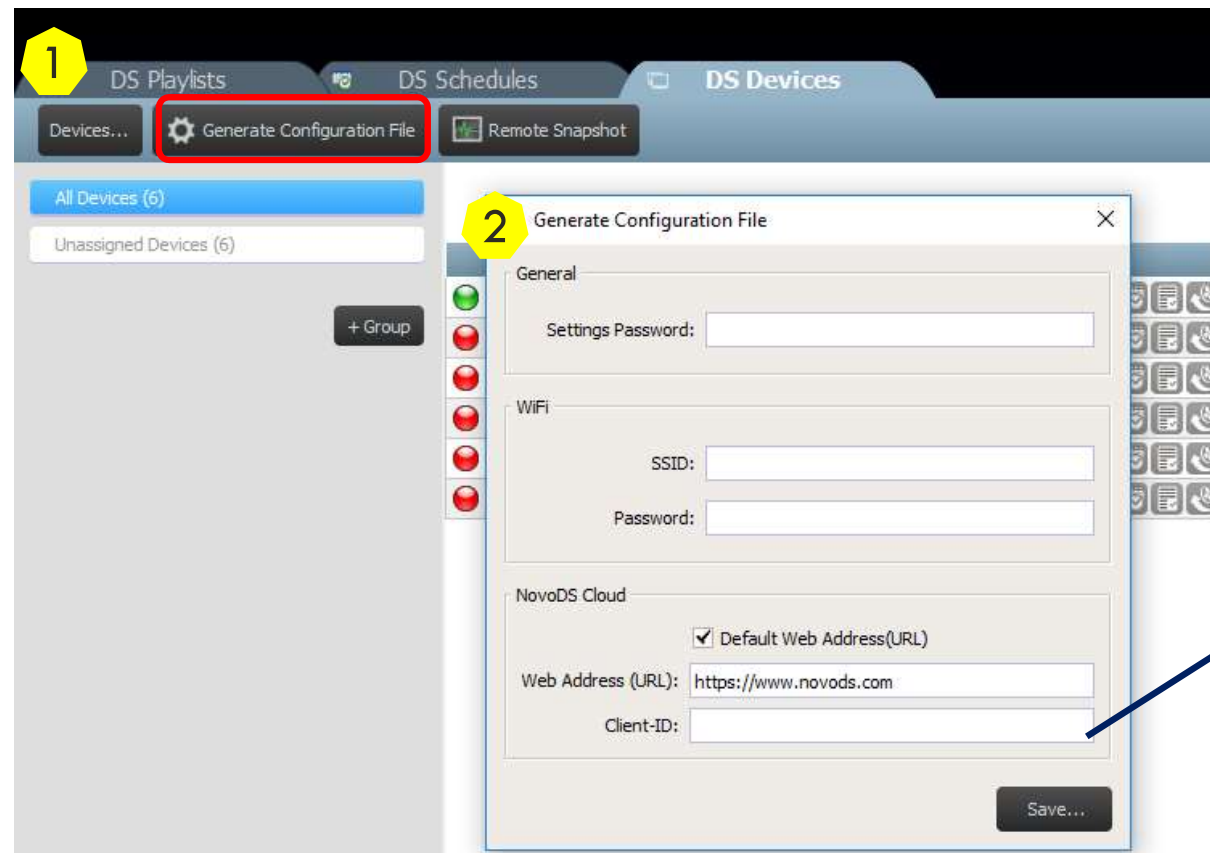 1
DS Playlists DS Schedules DS Devices
Devices... Generate Configuration File Remote Snapshot
All Devices (6)
Unassigned Devices (6)
+ Group
2 Generate Configuration File
General
Settings Password:
WiFi
SSID:
Password:
NovoDS Cloud
Default Web Address(URL)
Web Address (URL): https://www.novods.com
Client-ID:
Save...